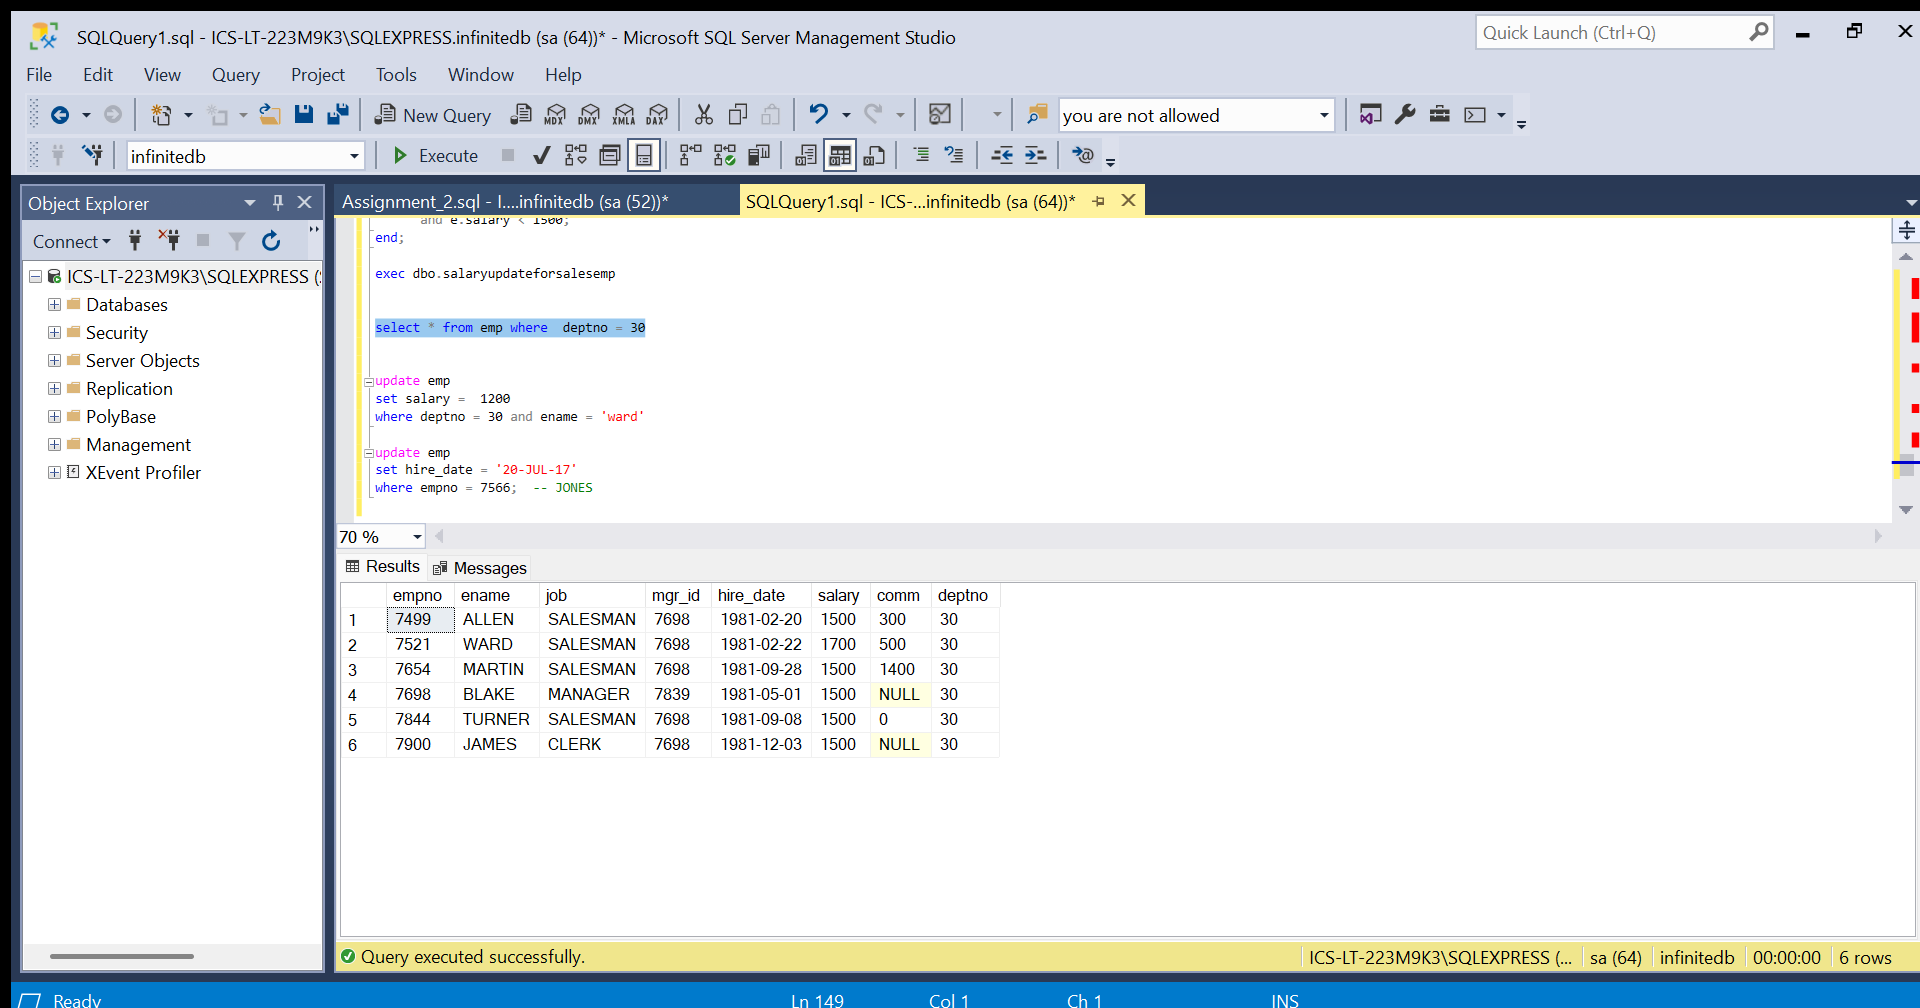 SQLQuery1.sql - ICS-LT-223M9K3\SQLEXPRESS.infinitedb (sa (64))* - Microsoft SQL Server Management Studio
Quick Launch (Ctrl+Q)
File Edit View Query Project Tools Window Help
New Query MDX DMX XMLA DAX you are not allowed
infinitedb Execute
Object Explorer
Connect
ICS-LT-223M9K3\SQLEXPRESS (
Databases
Security
Server Objects
Replication
PolyBase
Management
XEvent Profiler
Assignment_2.sql - I....infinitedb (sa (52))*
SQLQuery1.sql - ICS-...infinitedb (sa (64))*
and e.salary < 1500;
end;
exec dbo.salaryupdateforsalesemp
select * from emp where  deptno = 30
update emp
set salary =  1200
where deptno = 30 and ename = 'ward'
update emp
set hire_date = '20-JUL-17'
where empno = 7566;  -- JONES
70 %
Results Messages
empno ename job mgr_id hire_date salary comm deptno
1 7499 ALLEN SALESMAN 7698 1981-02-20 1500 300 30
2 7521 WARD SALESMAN 7698 1981-02-22 1700 500 30
3 7654 MARTIN SALESMAN 7698 1981-09-28 1500 1400 30
4 7698 BLAKE MANAGER 7839 1981-05-01 1500 NULL 30
5 7844 TURNER SALESMAN 7698 1981-09-08 1500 0 30
6 7900 JAMES CLERK 7698 1981-12-03 1500 NULL 30
Query executed successfully.
ICS-LT-223M9K3\SQLEXPRESS (... sa (64) infinitedb 00:00:00 6 rows
Ready Ln 149 Col 1 Ch 1 INS